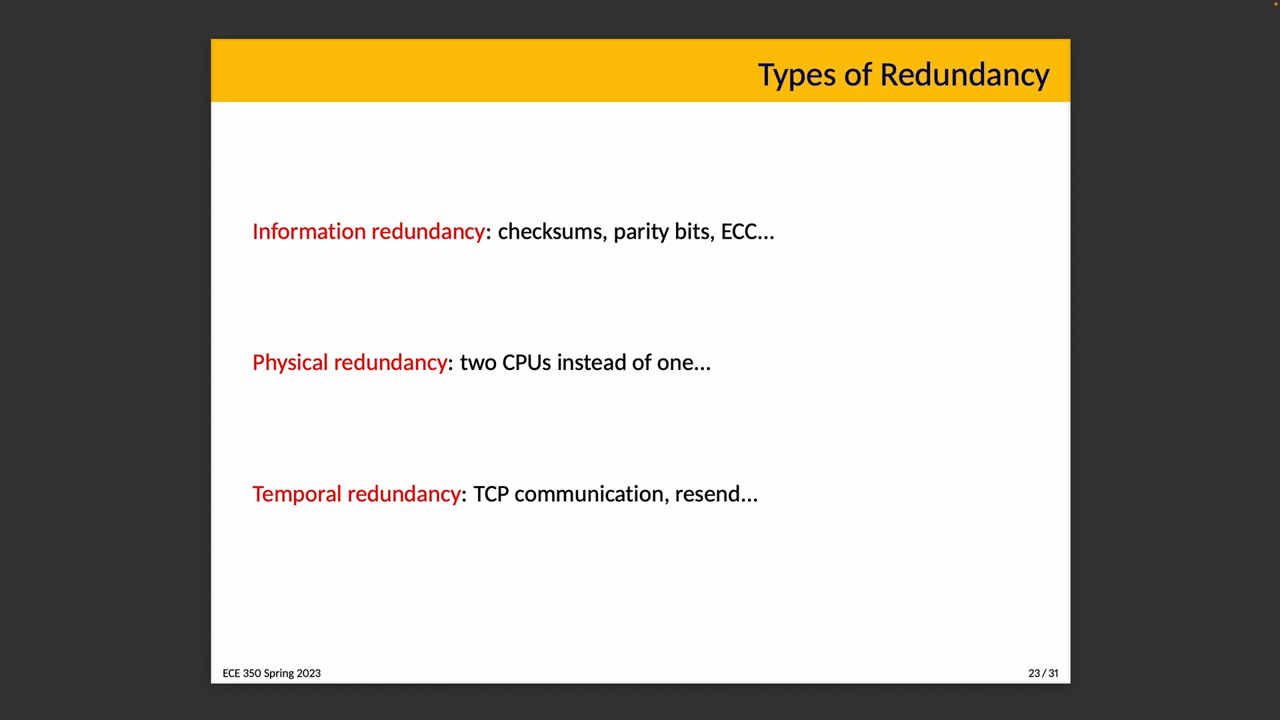 Types of Redundancy
Information redundancy: checksums, parity bits, ECC...
Physical redundancy: two CPUs instead of one...
Temporal redundancy: TCP communication, resend...
ECE 350 Spring 2023
23 / 31